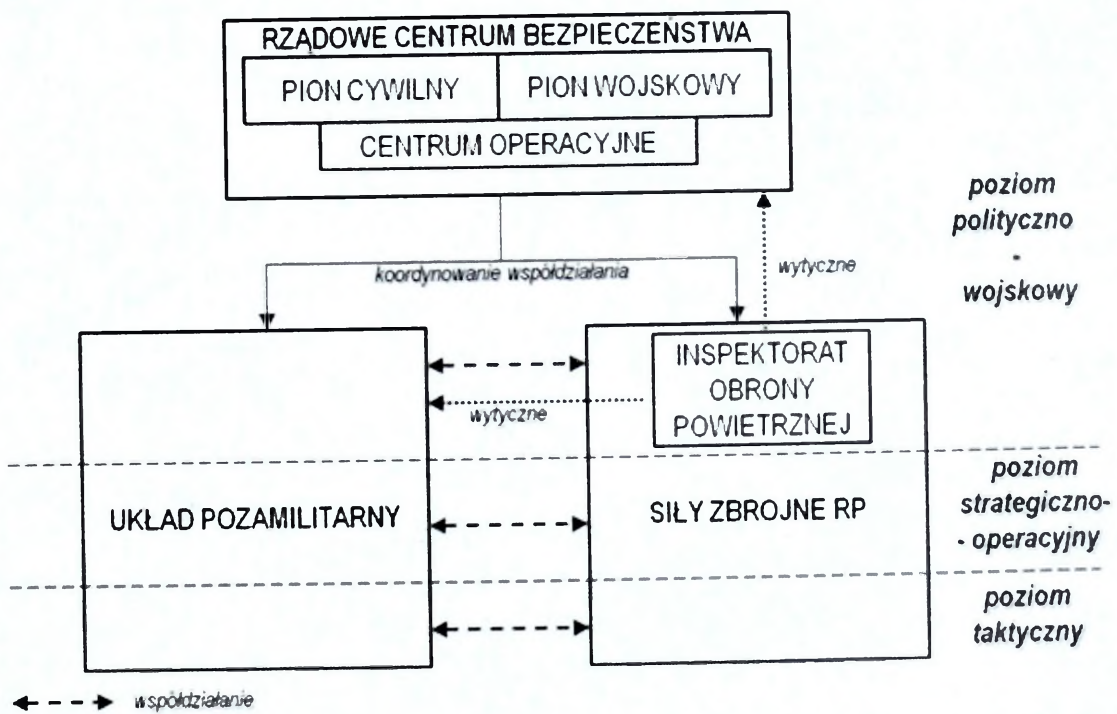 RZĄDOWE CENTRUM BEZPIECZEŃSTWA
PION CYWILNY
PION WOJSKOWY
CENTRUM OPERACYJNE
poziom
polityczno
-
wojskowy
koordynowanie współdziałania
wytyczne
INSPEKTORAT
OBRONY
POWIETRZNEJ
wytyczne
UKŁAD POZAMILITARNY
SIŁY ZBROJNE RP
poziom
strategiczno-
- operacyjny
poziom
taktyczny
współdziałanie